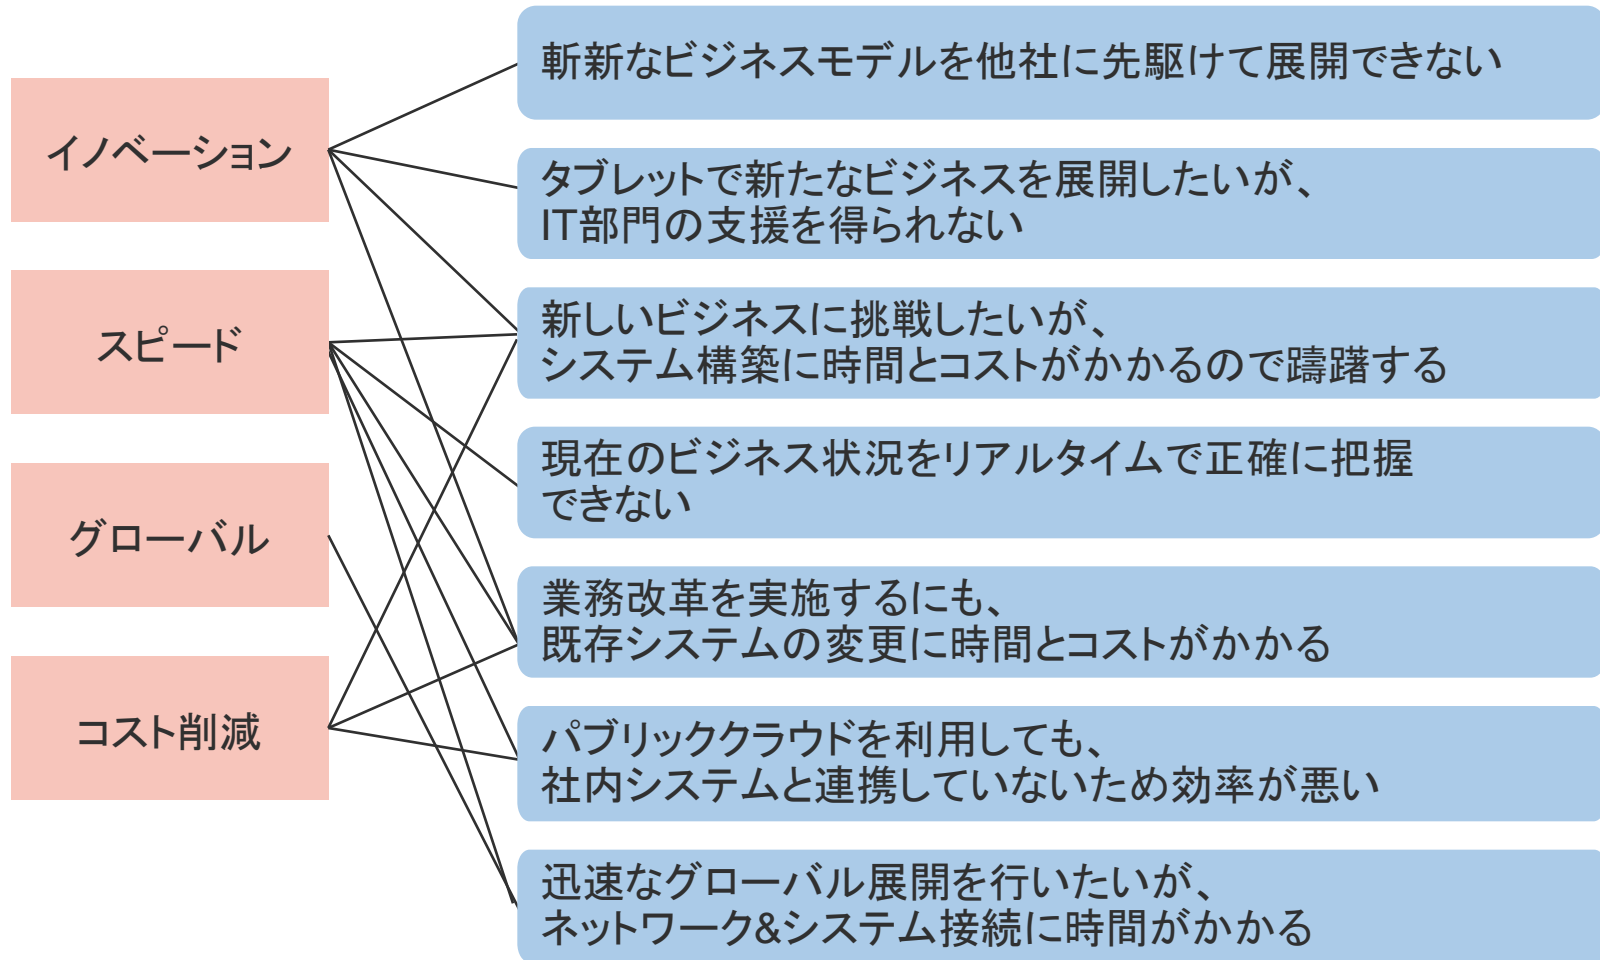 イノベーション
スピード
グローバル
コスト削減
斬新なビジネスモデルを他社に先駆けて展開できない
タブレットで新たなビジネスを展開したいが、
IT部門の支援を得られない
新しいビジネスに挑戦したいが、
システム構築に時間とコストがかかるので躊躇する
現在のビジネス状況をリアルタイムで正確に把握
できない
業務改革を実施するにも、
既存システムの変更に時間とコストがかかる
パブリッククラウドを利用しても、
社内システムと連携していないため効率が悪い
迅速なグローバル展開を行いたいが、
ネットワーク&システム接続に時間がかかる